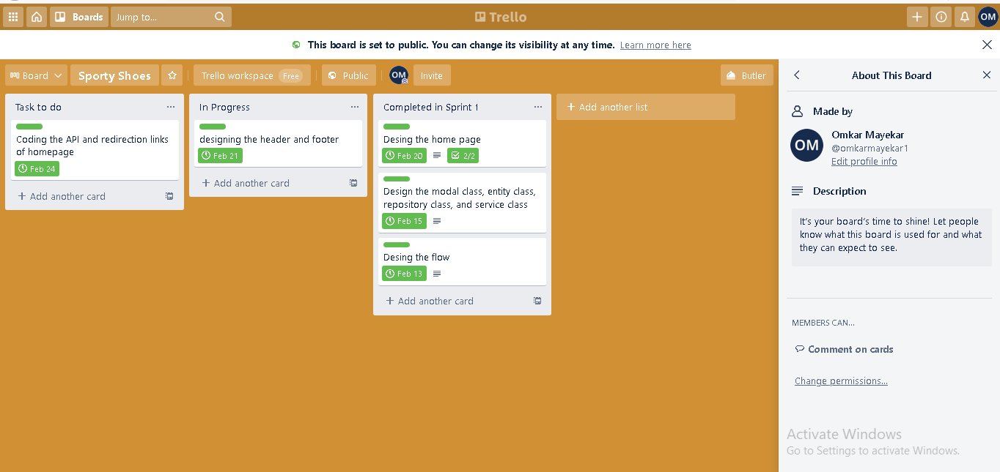 Boards
Jump to...
Trello
OM
This board is set to public. You can change its visibility at any time. Learn more here
Board
Sporty Shoes
Trello workspace Free
Public
OM
Invite
Butler
Task to do
Coding the API and redirection links
of homepage
Feb 24
+ Add another card
In Progress
designing the header and footer
Feb 21
+ Add another card
Completed in Sprint 1
Desing the home page
Feb 20
2/2
Design the modal class, entity class,
repository class, and service class
Feb 15
Desing the flow
Feb 13
+ Add another card
+ Add another list
About This Board
Made by
OM
Omkar Mayekar
@omkarmayekar1
Edit profile info
Description
It's your board's time to shine! Let people
know what this board is used for and what
they can expect to see.
MEMBERS CAN...
Comment on cards
Change permissions...
Activate Windows
Go to Settings to activate Windows.